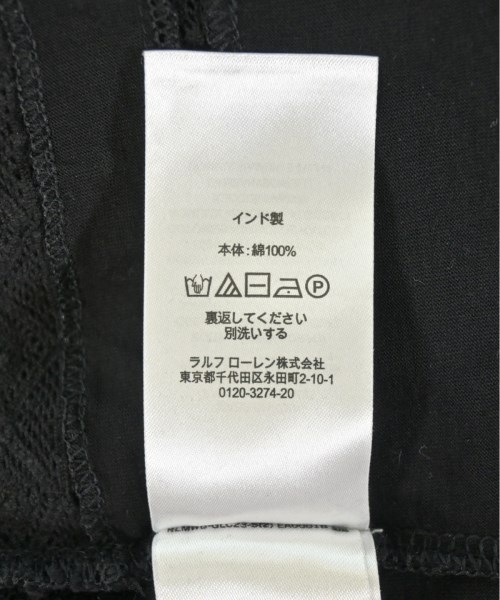 インド製
本体：綿100%
P
裏返してください
別洗いする
ラルフ ローレン株式会社
東京都千代田区永田町2-10-1
0120-3274-20